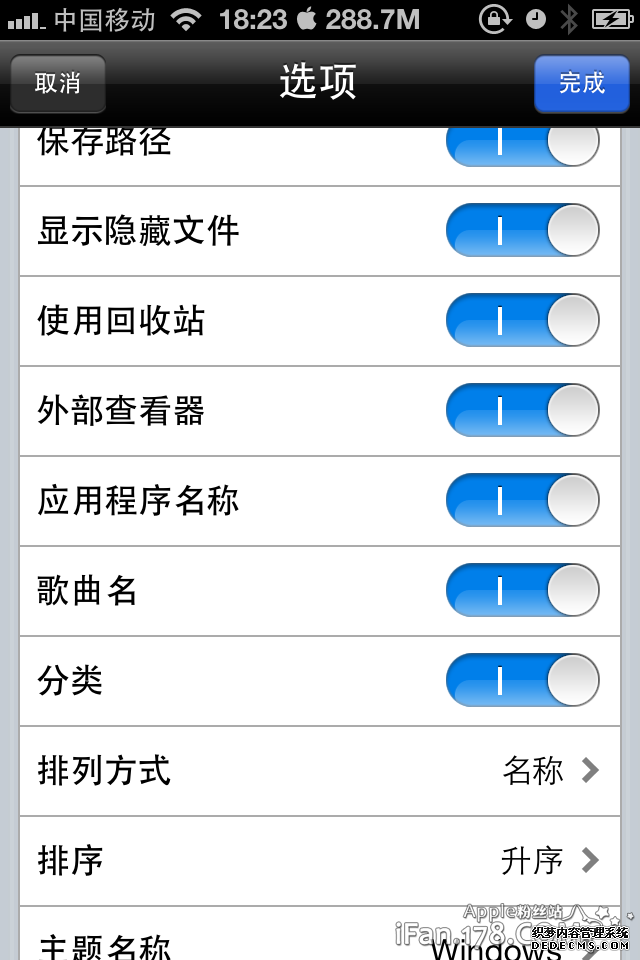 中国移动 18:23 288.7M
取消 选项 完成
保存路径
显示隐藏文件
使用回收站
外部查看器
应用程序名称
歌曲名
分类
排列方式 名称
排序 升序
主题名称 Windows
Apple粉丝站
iFan.178.COM
织梦内容管理系统
DEDECMS.COM